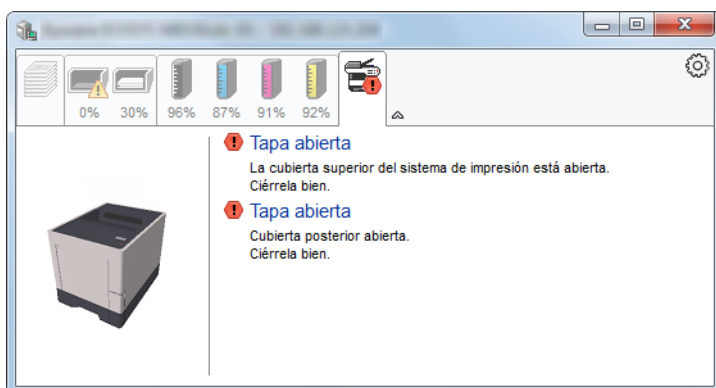 0% 30% 96% 87% 91% 92%
Tapa abierta
La cubierta superior del sistema de impresión está abierta.
Ciérrela bien.
Tapa abierta
Cubierta posterior abierta.
Ciérrela bien.